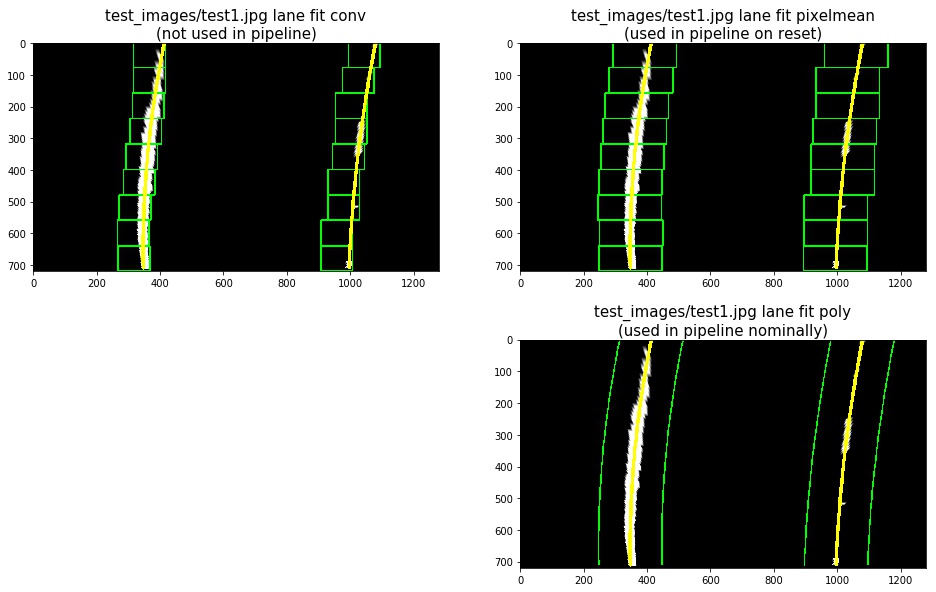 test_images/test1.jpg lane fit conv
(not used in pipeline)
0
100
200
300
400
500
600
700
0 200 400 600 800 1000 1200
test_images/test1.jpg lane fit pixelmean
(used in pipeline on reset)
0
100
200
300
400
500
600
700
0 200 400 600 800 1000 1200
test_images/test1.jpg lane fit poly
(used in pipeline nominally)
0
100
200
300
400
500
600
700
0 200 400 600 800 1000 1200